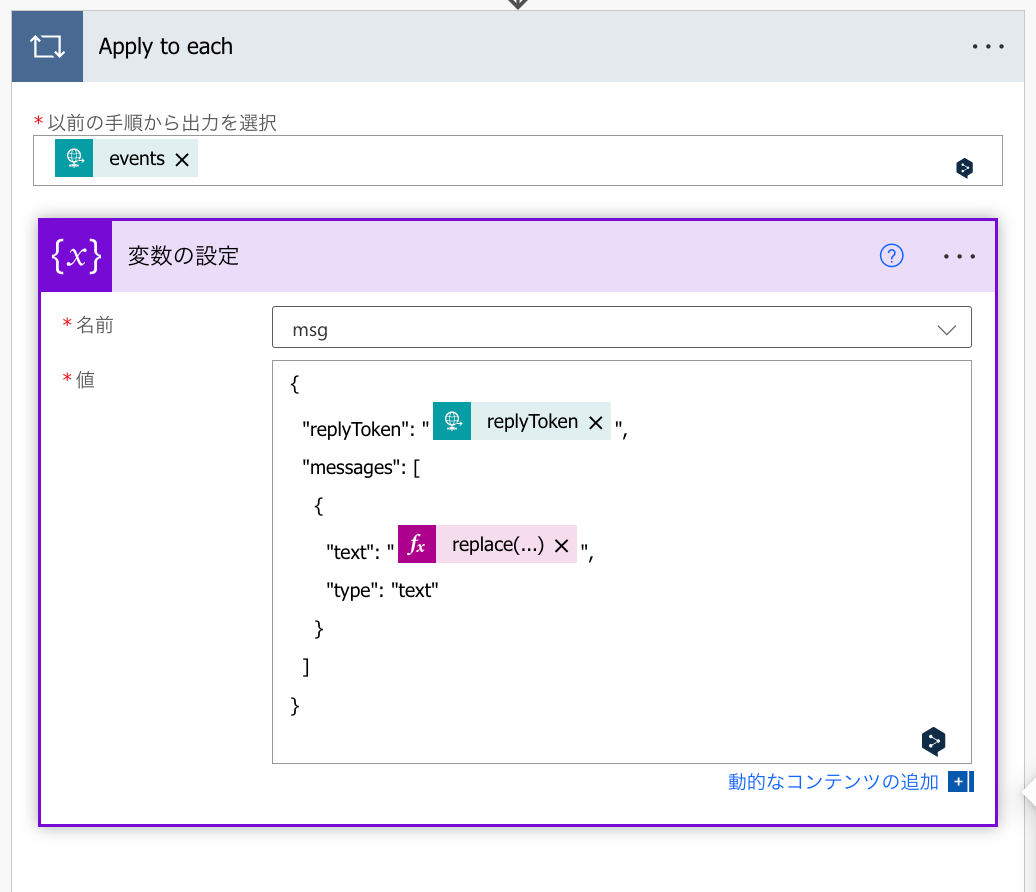 Apply to each
* 以前の手順から出力を選択
events
{x} 変数の設定 ?
* 名前
msg
* 値
{
"replyToken": " replyToken ",
"messages": [
{
"text": " fx replace(...) ",
"type": "text"
}
]
}
動的なコンテンツの追加